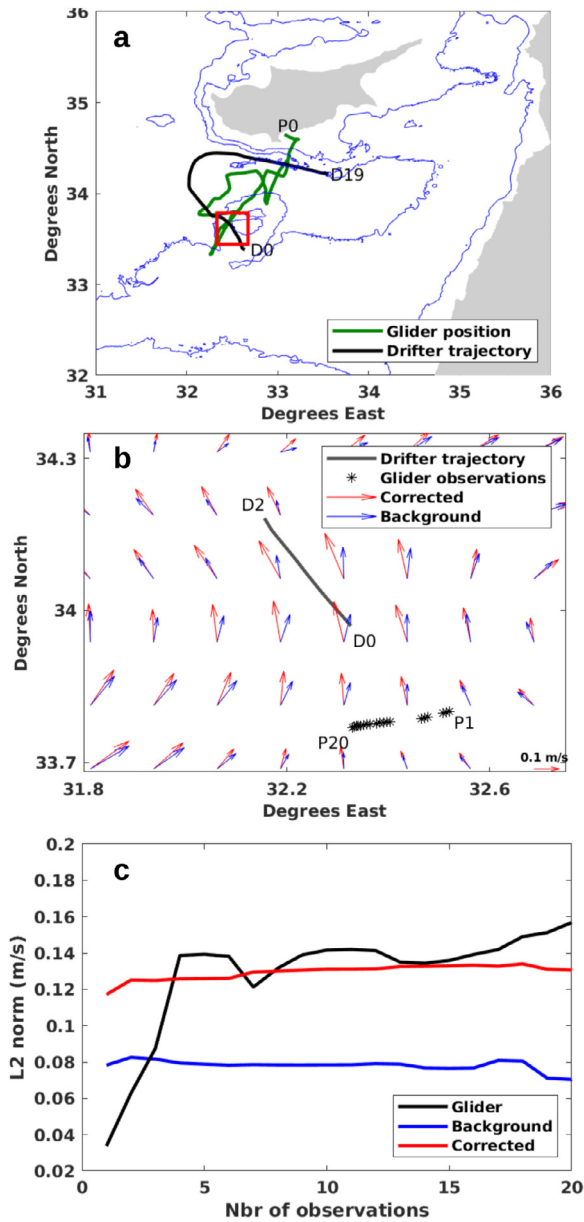 a
36
35
34
33
32
Degrees North
P0
D19
D0
Glider position
Drifter trajectory
31 32 33 34 35 36
Degrees East
b
34.3
34
33.7
Degrees North
Drifter trajectory
Glider observations
Corrected
Background
D2
D0
P20
P1
0.1 m/s
31.8 32.2 32.6
Degrees East
c
0.2
0.18
0.16
0.14
0.12
0.1
0.08
0.06
0.04
0.02
L2 norm (m/s)
Glider
Background
Corrected
0 5 10 15 20
Nbr of observations